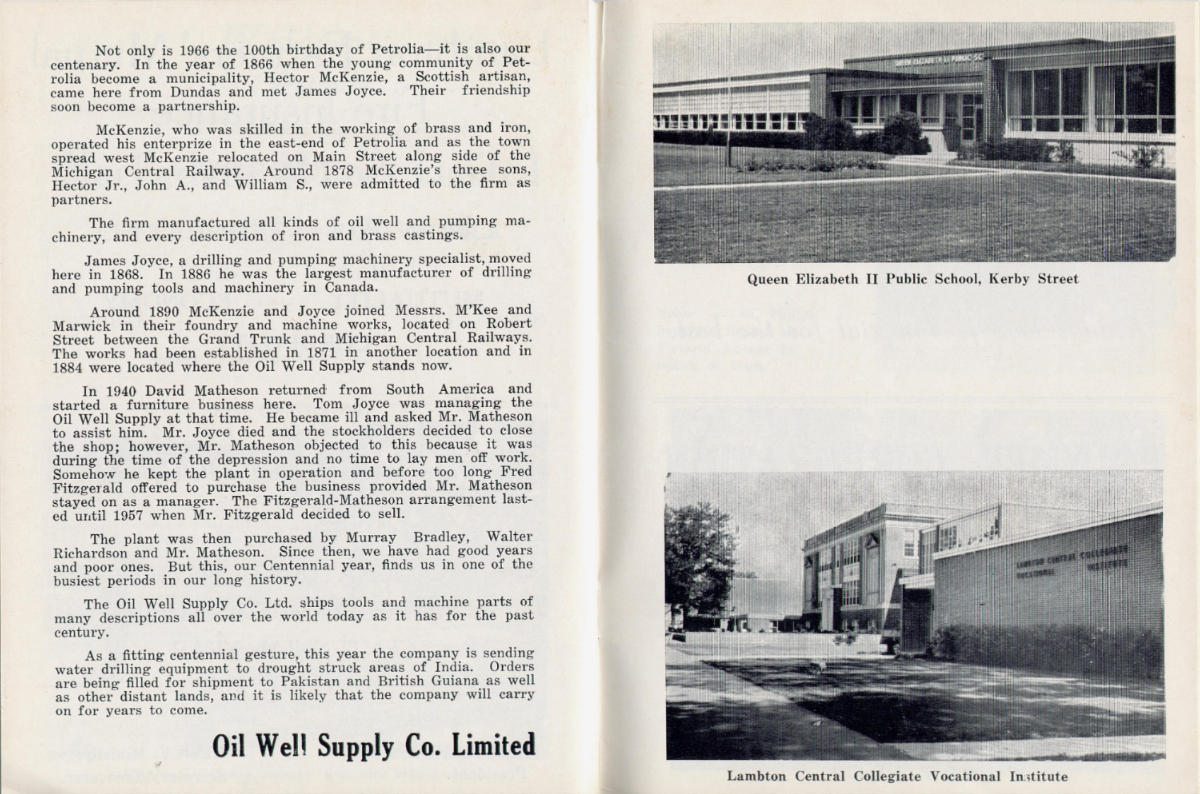 Not only is 1966 the 100th birthday of Petrolia—it is also our
centenary. In the year of 1866 when the young community of Pet-
rolia become a municipality, Hector McKenzie, a Scottish artisan,
came here from Dundas and met James Joyce. Their friendship
soon become a partnership.
McKenzie, who was skilled in the working of brass and iron,
operated his enterprize in the east-end of Petrolia and as the town
spread west McKenzie relocated on Main Street along side of the
Michigan Central Railway. Around 1878 McKenzie's three sons,
Hector Jr., John A., and William S., were admitted to the firm as
partners.
The firm manufactured all kinds of oil well and pumping ma-
chinery, and every description of iron and brass castings.
James Joyce, a drilling and pumping machinery specialist, moved
here in 1868. In 1886 he was the largest manufacturer of drilling
and pumping tools and machinery in Canada.
Around 1890 McKenzie and Joyce joined Messrs. M'Kee and
Marwick in their foundry and machine works, located on Robert
Street between the Grand Trunk and Michigan Central Railways.
The works had been established in 1871 in another location and in
1884 were located where the Oil Well Supply stands now.
In 1940 David Matheson returned from South America and
started a furniture business here. Tom Joyce was managing the
Oil Well Supply at that time. He became ill and asked Mr. Matheson
to assist him. Mr. Joyce died and the stockholders decided to close
the shop; however, Mr. Matheson objected to this because it was
during the time of the depression and no time to lay men off work.
Somehow he kept the plant in operation and before too long Fred
Fitzgerald offered to purchase the business provided Mr. Matheson
stayed on as a manager. The Fitzgerald-Matheson arrangement last-
ed until 1957 when Mr. Fitzgerald decided to sell.
The plant was then purchased by Murray Bradley, Walter
Richardson and Mr. Matheson. Since then, we have had good years
and poor ones. But this, our Centennial year, finds us in one of the
busiest periods in our long history.
The Oil Well Supply Co. Ltd. ships tools and machine parts of
many descriptions all over the world today as it has for the past
century.
As a fitting centennial gesture, this year the company is sending
water drilling equipment to drought struck areas of India. Orders
are being filled for shipment to Pakistan and British Guiana as well
as other distant lands, and it is likely that the company will carry
on for years to come.
Oil Well Supply Co. Limited
QUEEN ELIZABETH II PUBLIC SC
Queen Elizabeth II Public School, Kerby Street
LAMBTON CENTRAL COLLEGIATE
VOCATIONAL INSTITUTE
Lambton Central Collegiate Vocational Institute